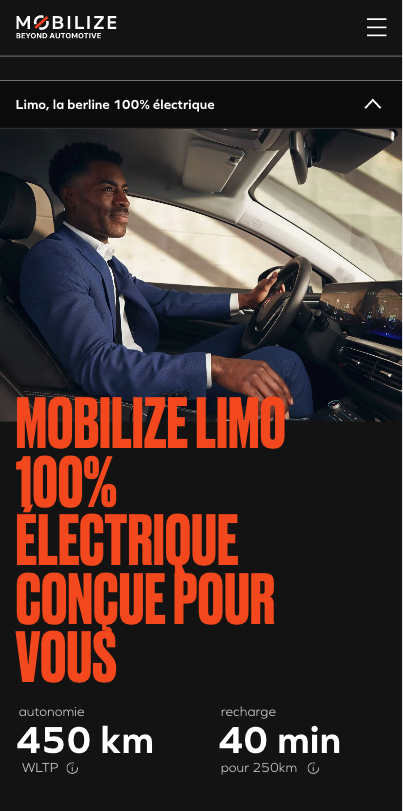 MOBILIZE
BEYOND AUTOMOTIVE
Limo, la berline 100% électrique
MOBILIZE LIMO
100%
ÉLECTRIQUE
CONÇUE POUR
VOUS
autonomie
450 km
WLTP
recharge
40 min
pour 250km